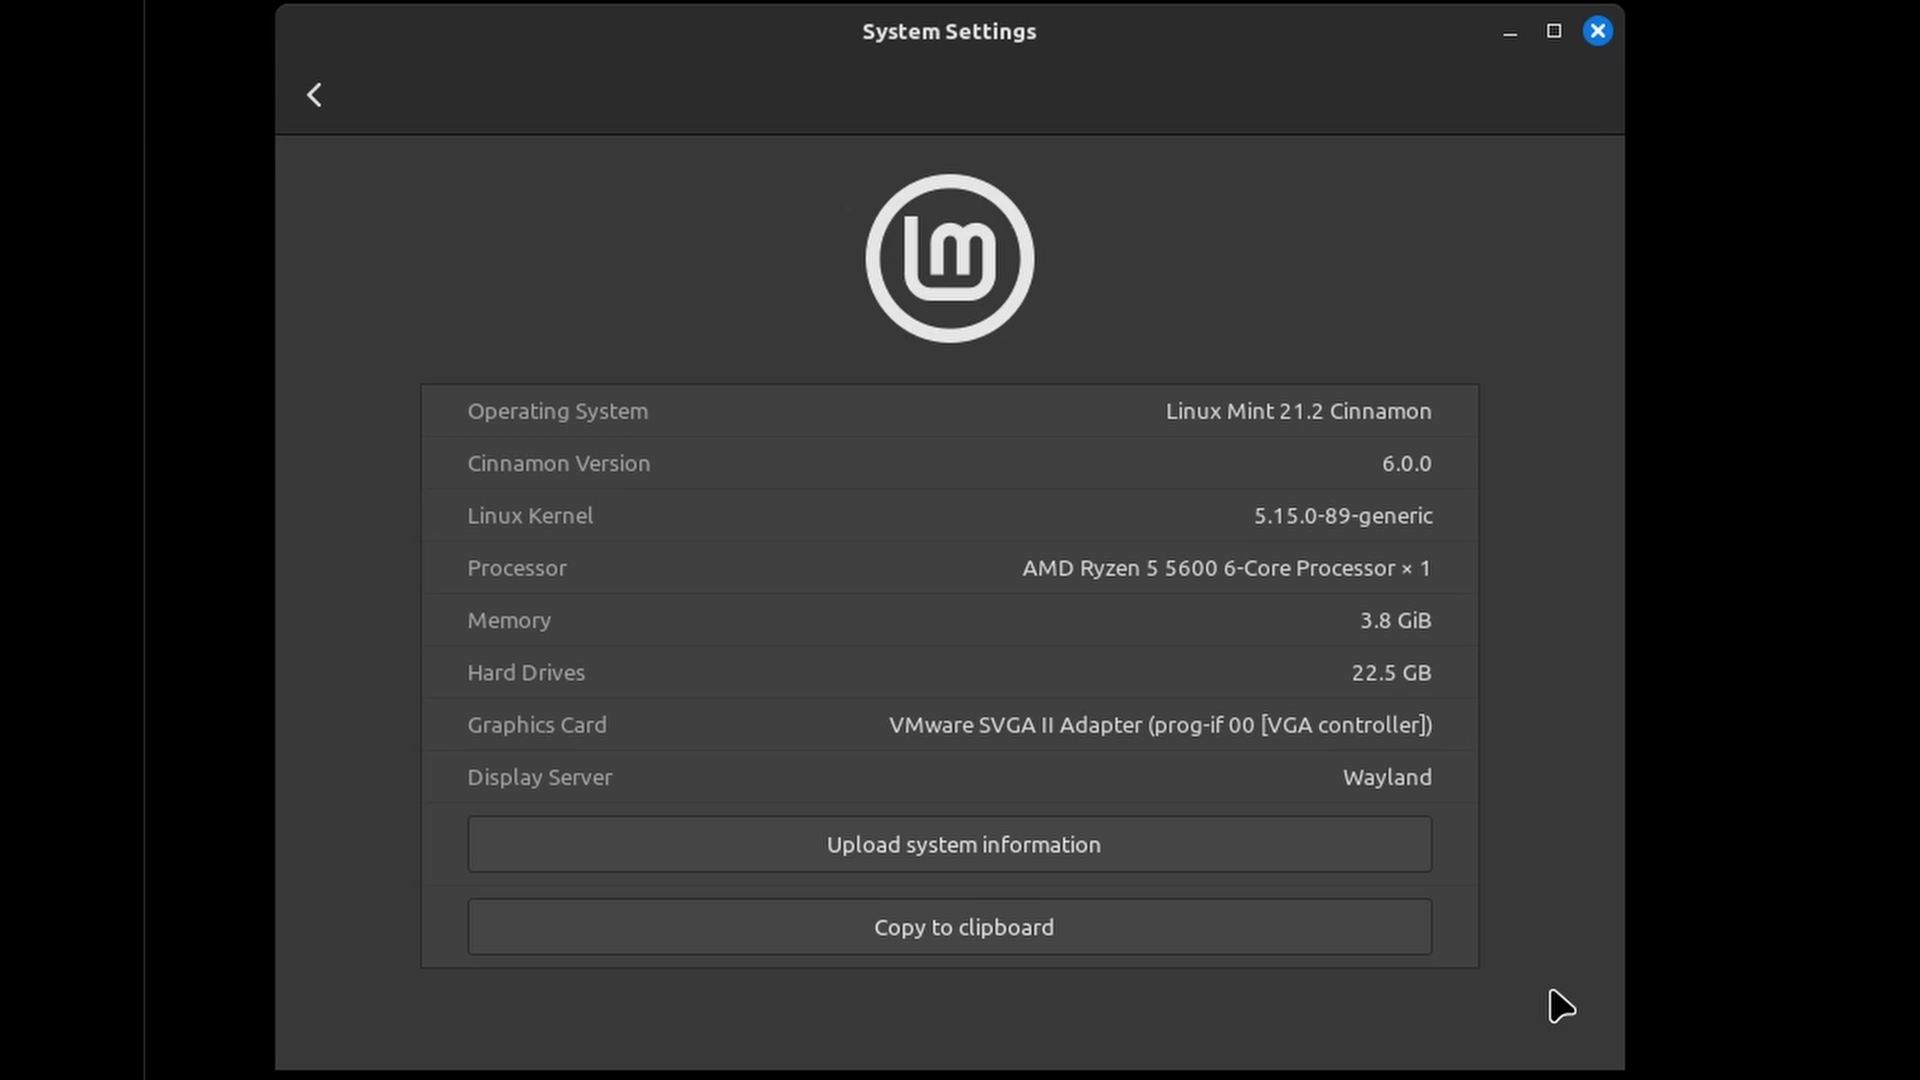 System Settings
lm
Operating System Linux Mint 21.2 Cinnamon
Cinnamon Version 6.0.0
Linux Kernel 5.15.0-89-generic
Processor AMD Ryzen 5 5600 6-Core Processor × 1
Memory 3.8 GiB
Hard Drives 22.5 GB
Graphics Card VMware SVGA II Adapter (prog-if 00 [VGA controller])
Display Server Wayland
Upload system information
Copy to clipboard